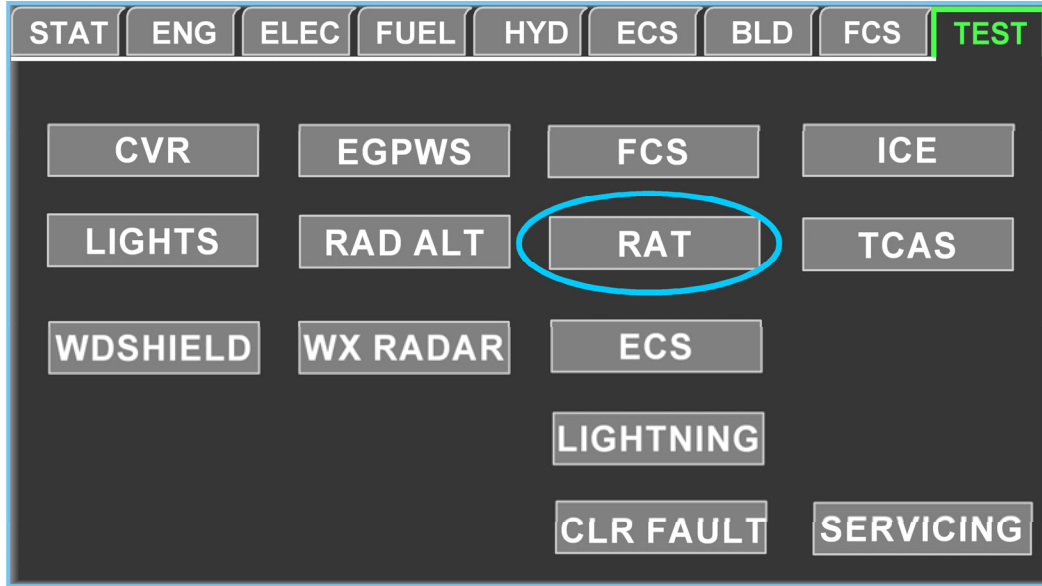 STAT ENG ELEC FUEL HYD ECS BLD FCS TEST
CVR EGPWS FCS ICE
LIGHTS RAD ALT RAT TCAS
WDSHIELD WX RADAR ECS
LIGHTNING
CLR FAULT SERVICING